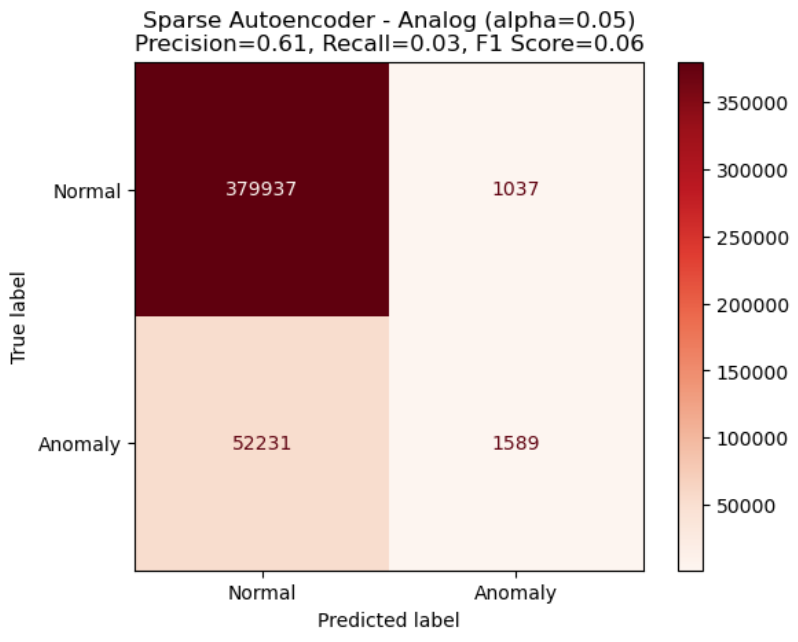 Sparse Autoencoder - Analog (alpha=0.05)
Precision=0.61, Recall=0.03, F1 Score=0.06
350000
300000
250000
200000
150000
100000
50000
True label
Normal
379937
1037
Anomaly
52231
1589
Normal
Anomaly
Predicted label